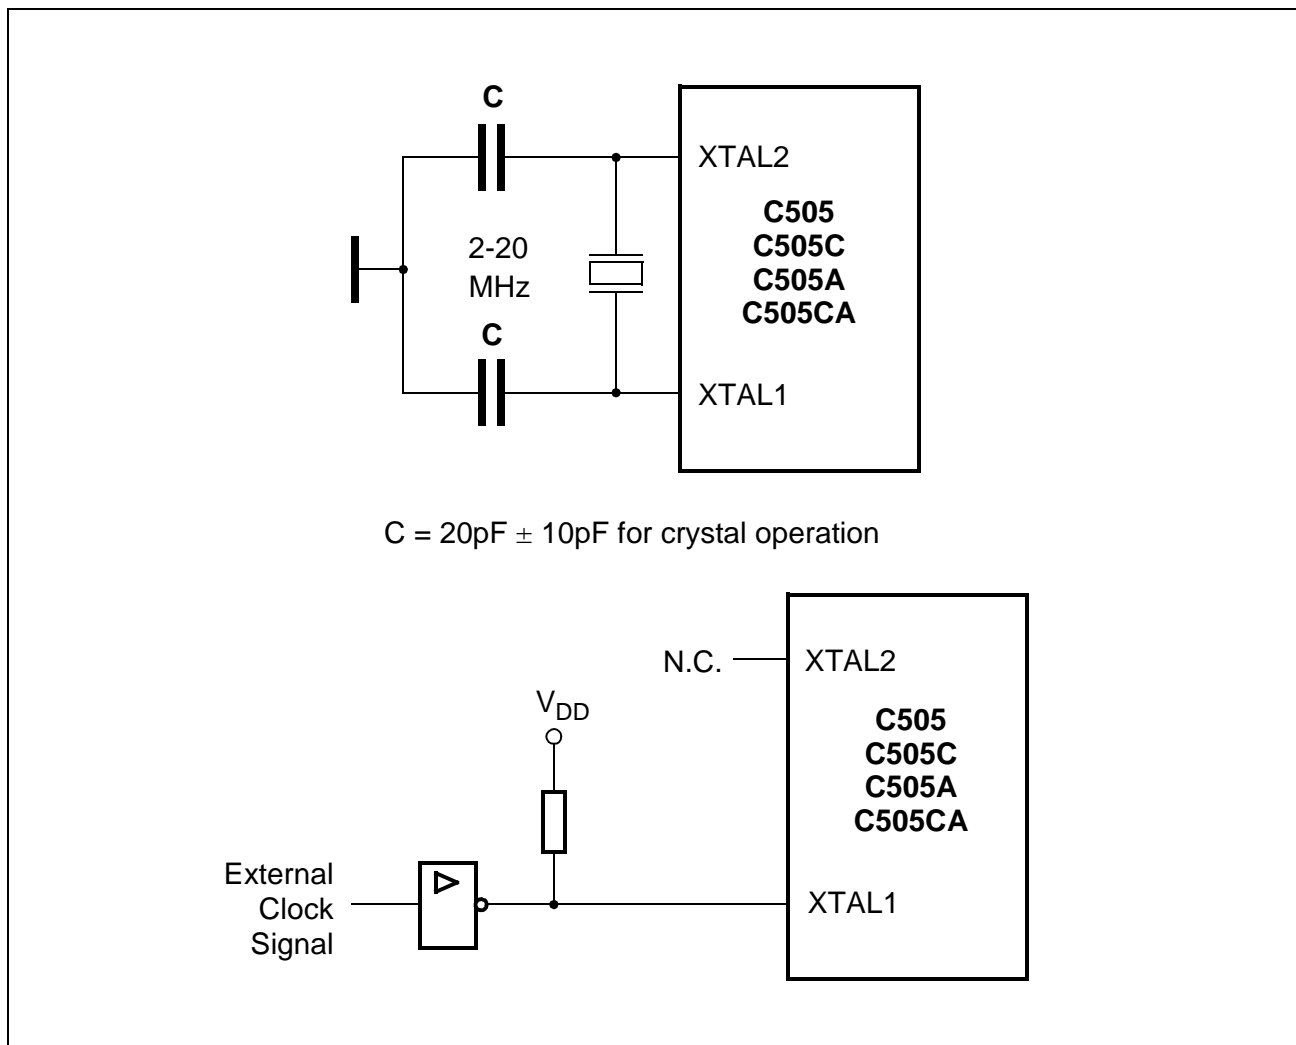 C
XTAL2
C505
C505C
C505A
C505CA
2-20
MHz
C
XTAL1
C = 20pF ± 10pF for crystal operation
N.C.
XTAL2
VDD
C505
C505C
C505A
C505CA
External
Clock
Signal
XTAL1